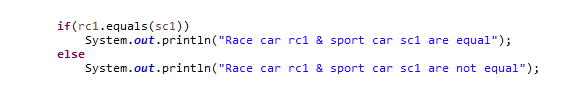 if(rc1.equals(sc1))
System.out.println("Race car rc1 & sport car sc1 are equal");
else
System.out.println("Race car rc1 & sport car sc1 are not equal");